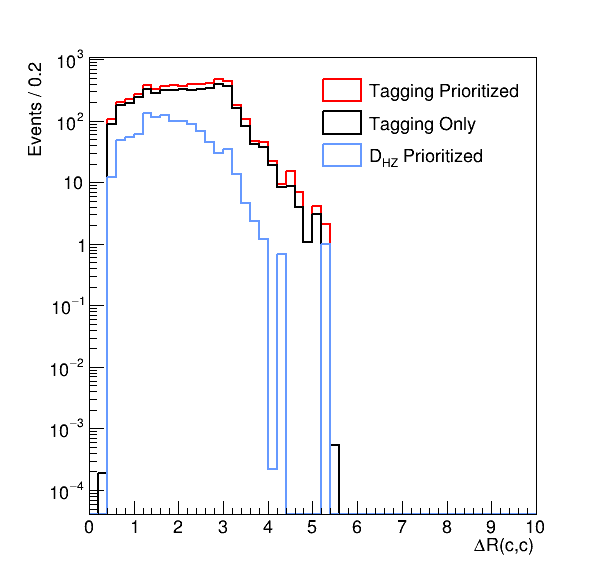 Events / 0.2
10³
10²
10
1
10⁻¹
10⁻²
10⁻³
10⁻⁴
Tagging Prioritized
Tagging Only
D_HZ Prioritized
0 1 2 3 4 5 6 7 8 9 10
ΔR(c,c)